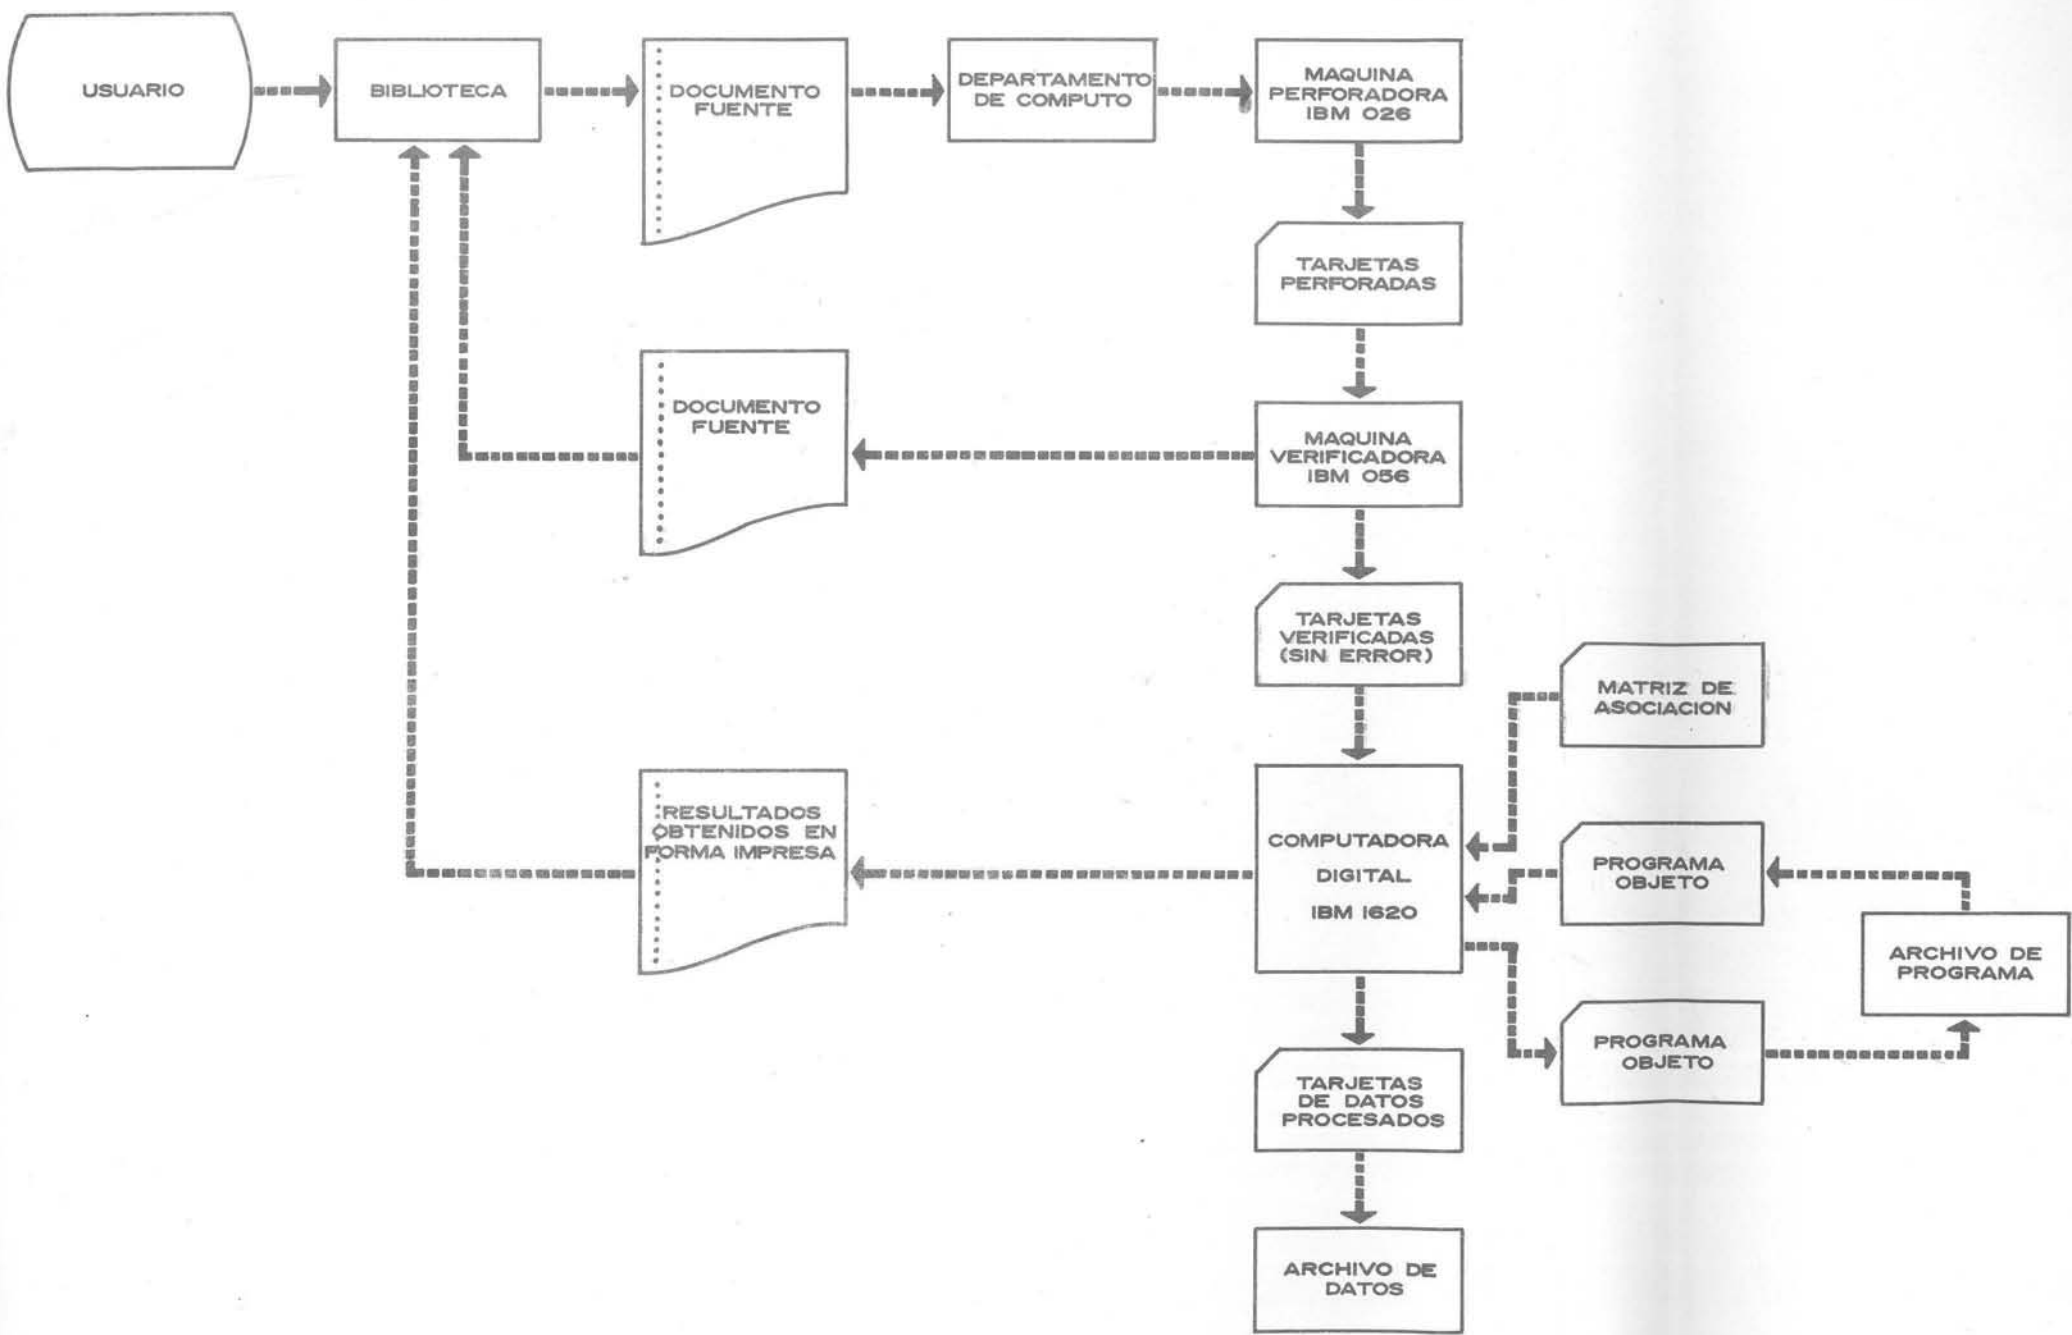 USUARIO
BIBLIOTECA
DOCUMENTO
FUENTE
DEPARTAMENTO
DE COMPUTO
MAQUINA
PERFORADORA
IBM 026
TARJETAS
PERFORADAS
DOCUMENTO
FUENTE
MAQUINA
VERIFICADORA
IBM 056
TARJETAS
VERIFICADAS
(SIN ERROR)
MATRIZ DE
ASOCIACION
RESULTADOS
OBTENIDOS EN
FORMA IMPRESA
COMPUTADORA
DIGITAL
IBM 1620
PROGRAMA
OBJETO
ARCHIVO DE
PROGRAMA
PROGRAMA
OBJETO
TARJETAS
DE DATOS
PROCESADOS
ARCHIVO DE
DATOS